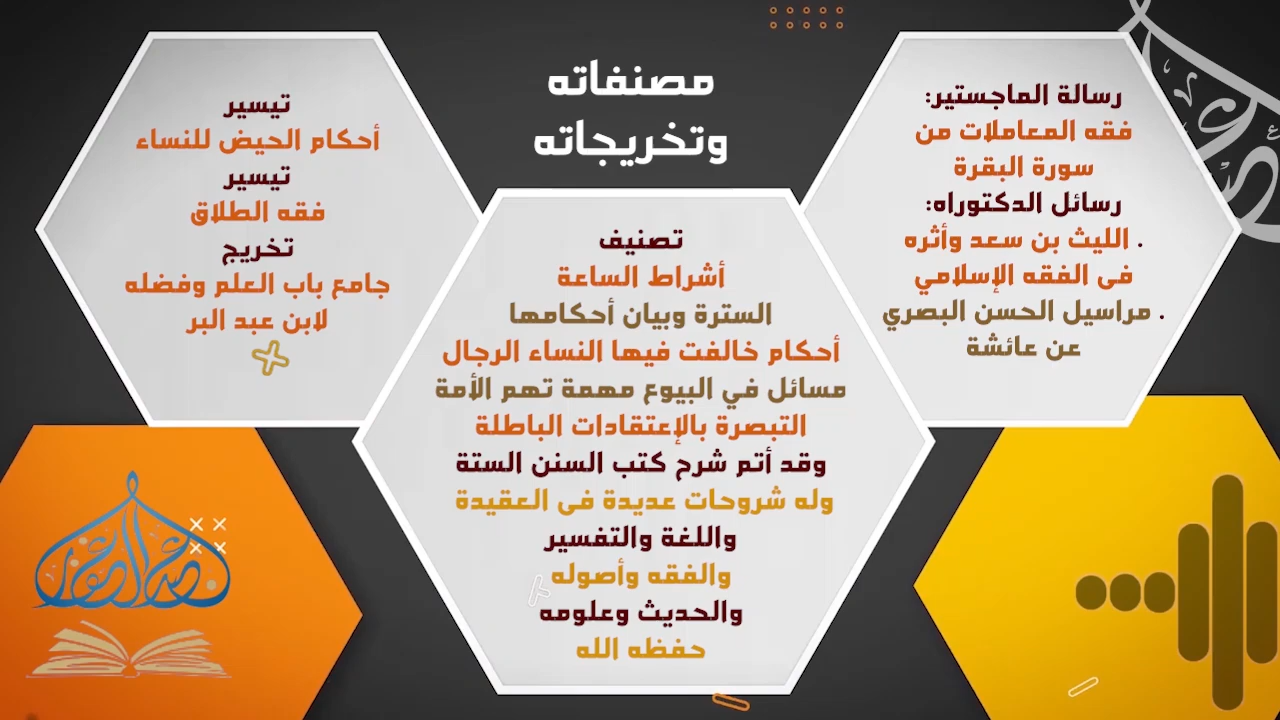 مصنفاته
وتخريجاته
رسالة الماجستير:
فقه المعاملات من
سورة البقرة
رسائل الدكتوراه:
. الليث بن سعد وأثره
فى الفقه الإسلامي
. مراسيل الحسن البصري
عن عائشة
تصنيف
أشراط الساعة
السترة وبيان أحكامها
أحكام خالفت فيها النساء الرجال
مسائل في البيوع مهمة تهم الأمة
التبصرة بالإعتقادات الباطلة
وقد أتم شرح كتب السنن الستة
وله شروحات عديدة فى العقيدة
واللغة والتفسير
والفقه وأصوله
والحديث وعلومه
حفظه الله
تيسير
أحكام الحيض للنساء
تيسير
فقه الطلاق
تخريج
جامع باب العلم وفضله
لابن عبد البر